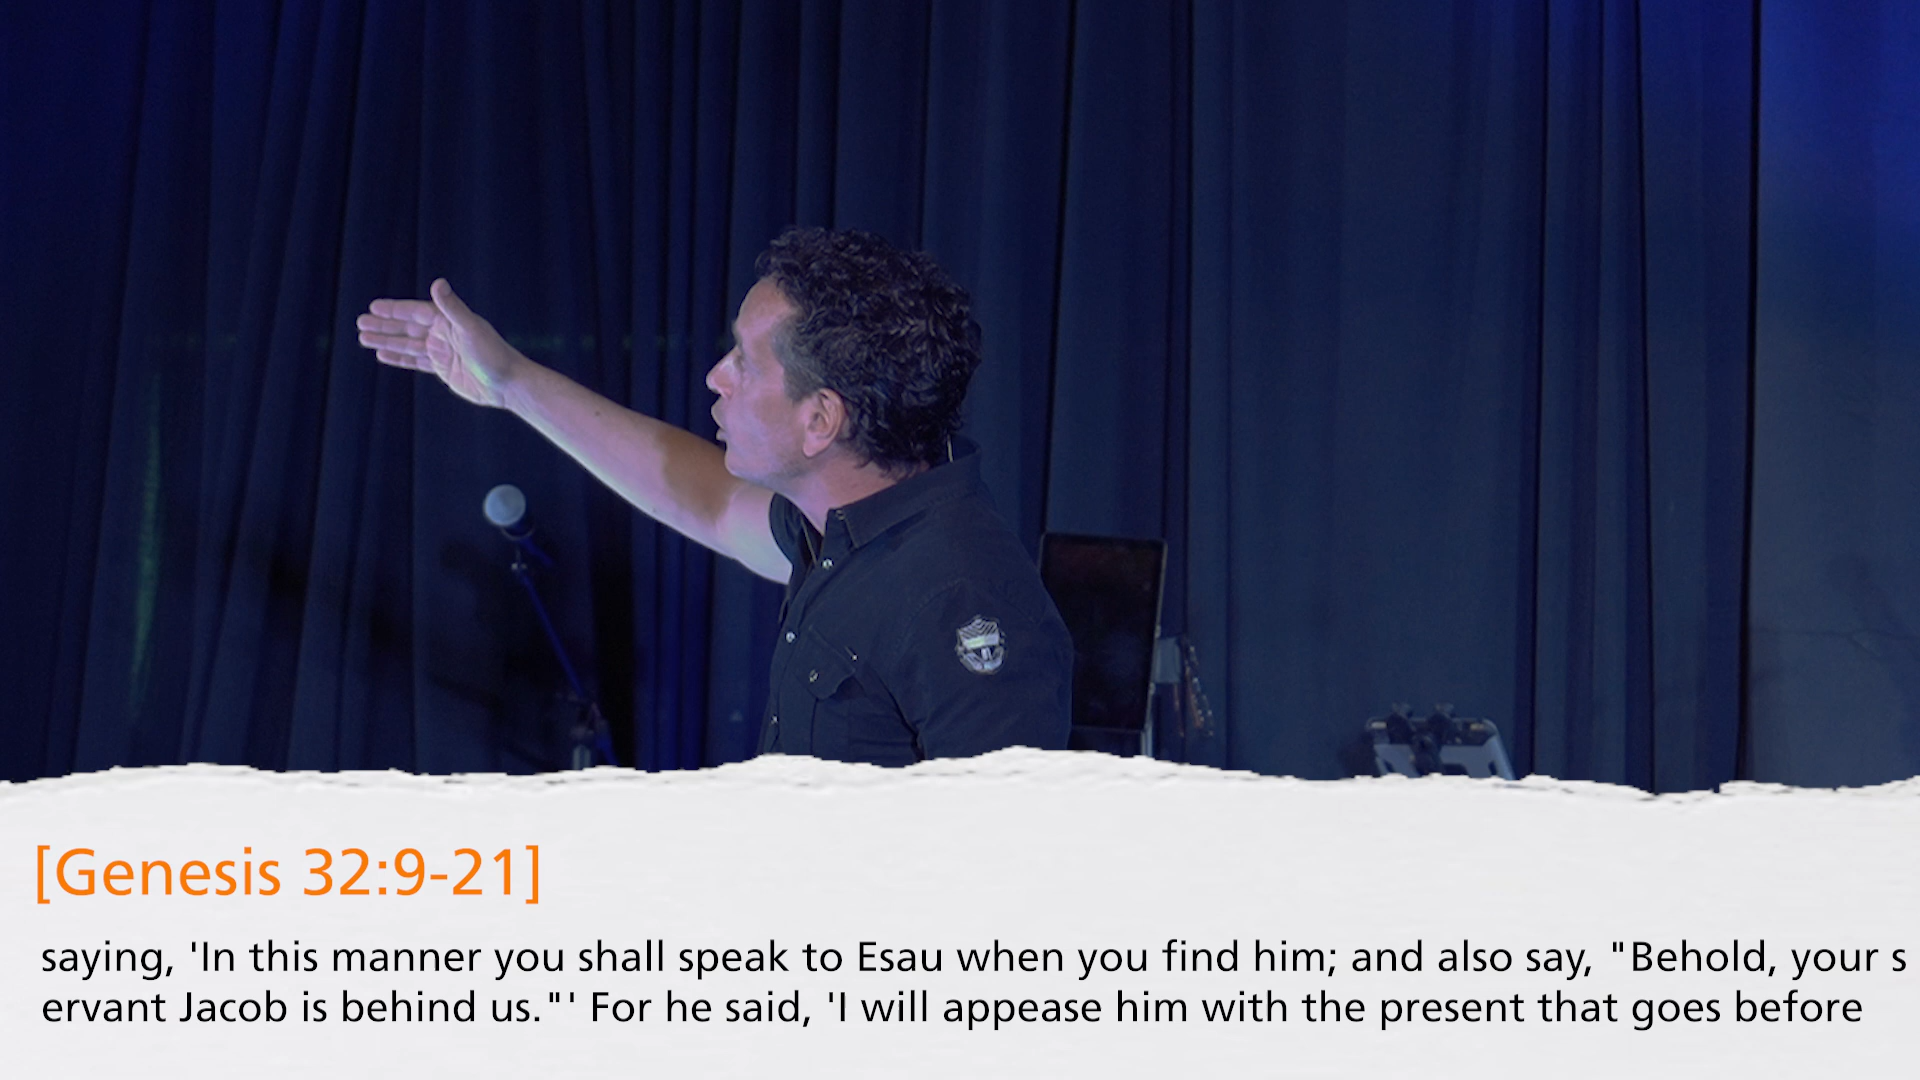 [Genesis 32:9-21]
saying, 'In this manner you shall speak to Esau when you find him; and also say, "Behold, your s
ervant Jacob is behind us."' For he said, 'I will appease him with the present that goes before